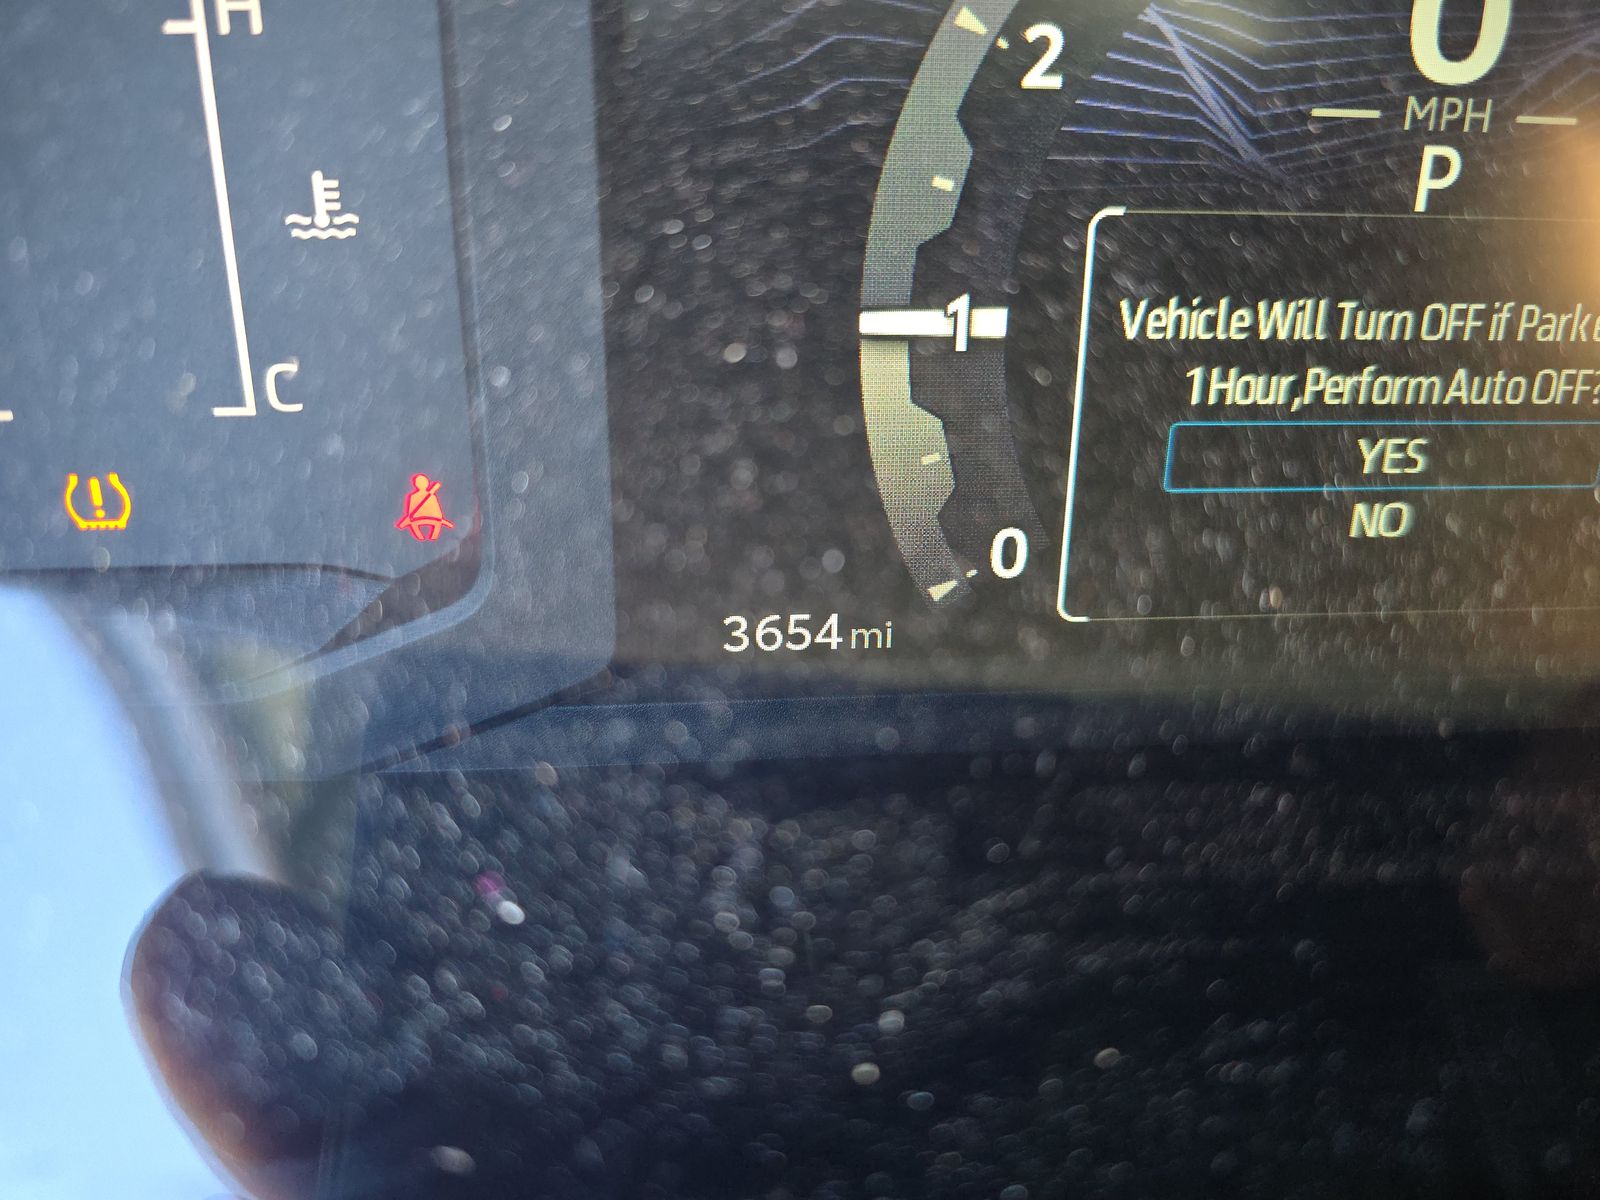 H
2
0
MPH
P
1
Vehicle Will Turn OFF if
1 Hour, Perform Auto OFF?
C
YES
NO
0
3654 mi